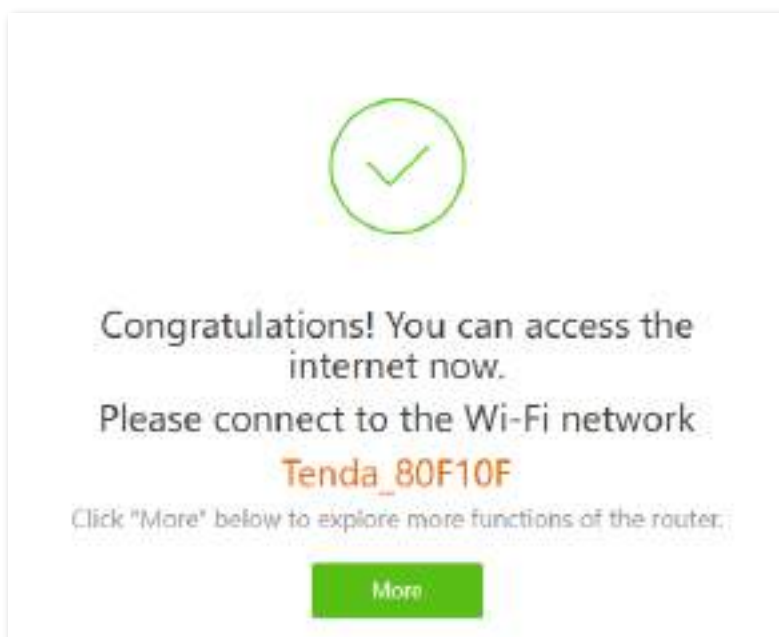 Congratulations! You can access the
internet now.
Please connect to the Wi-Fi network
Tenda_80F10F
Click "More" below to explore more functions of the router.
More